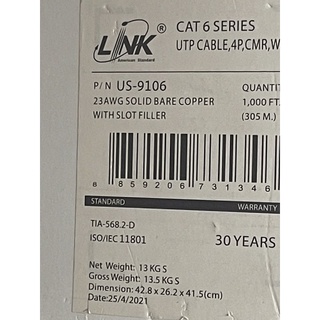 LINK
American Standard
CAT 6 SERIES
UTP CABLE,4P,CMR,W
P/N US-9106
23AWG SOLID BARE COPPER
WITH SLOT FILLER
QUANTIT
1,000 FT.
(305 M.)
8 859206 73134
STANDARD WARRANTY
TIA-568.2-D
ISO/IEC 11801
30 YEARS
Net Weight: 13 KG S
Gross Weight: 13.5 KG S
Dimension: 42.8 x 26.2 x 41.5(cm)
Date:25/4/2021